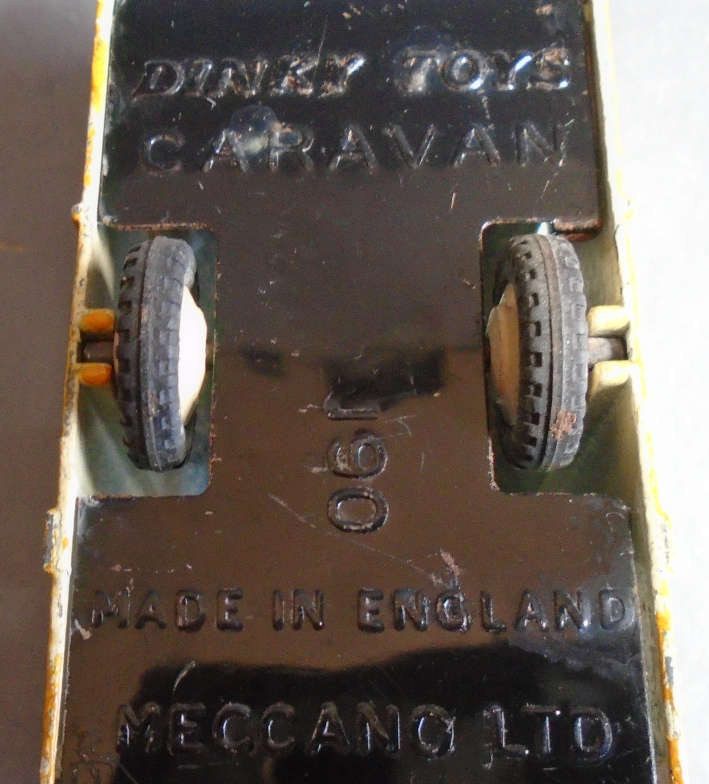 DINKY TOYS
CARAVAN
190
MADE IN ENGLAND
MECCANO LTD